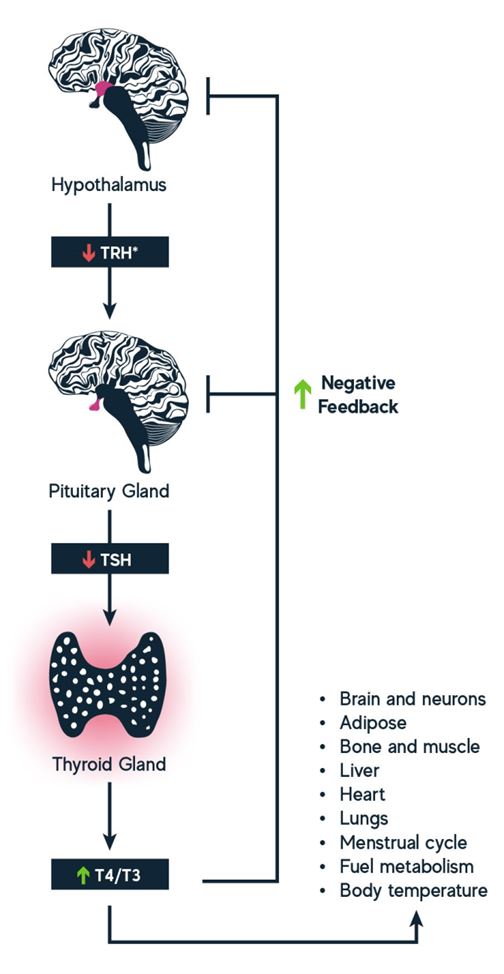 Hypothalamus
TRH*
Negative
Feedback
Pituitary Gland
TSH
Thyroid Gland
T4/T3
• Brain and neurons
• Adipose
• Bone and muscle
• Liver
• Heart
• Lungs
• Menstrual cycle
• Fuel metabolism
• Body temperature